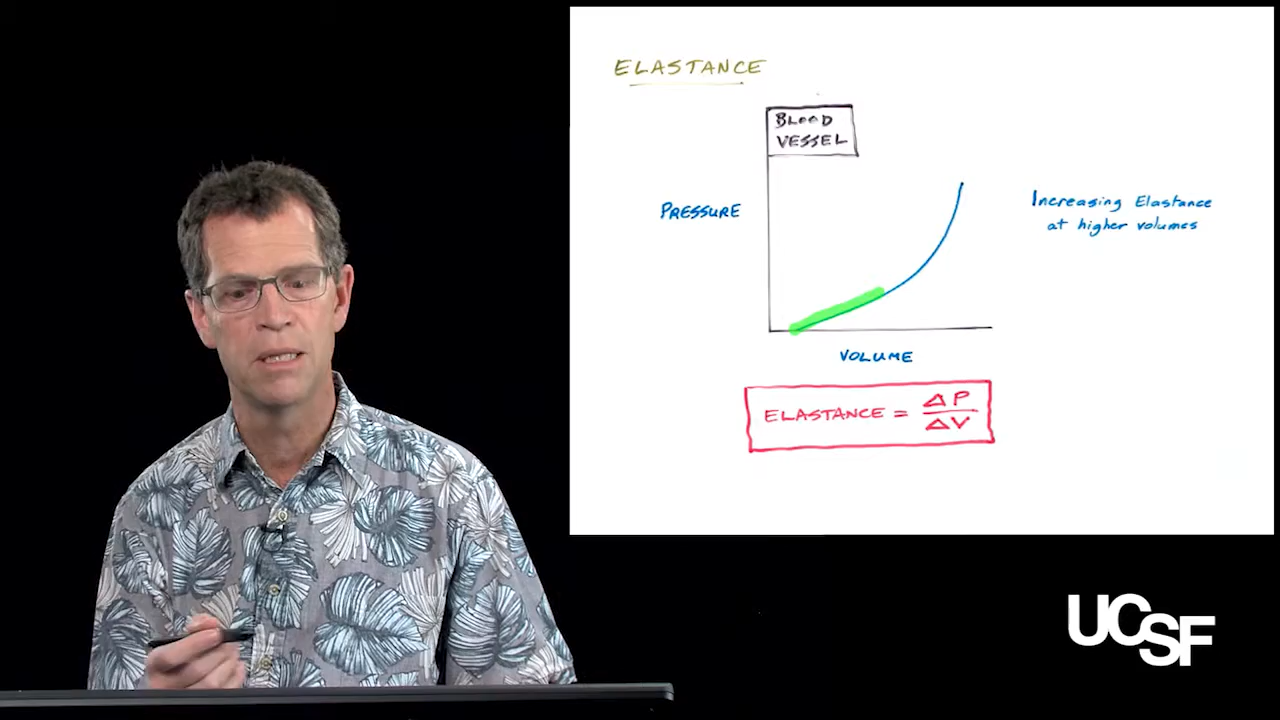 ELASTANCE
BLOOD
VESSEL
PRESSURE
Increasing Elastance
at higher volumes
VOLUME
ELASTANCE = ΔP/ΔV
UCSF